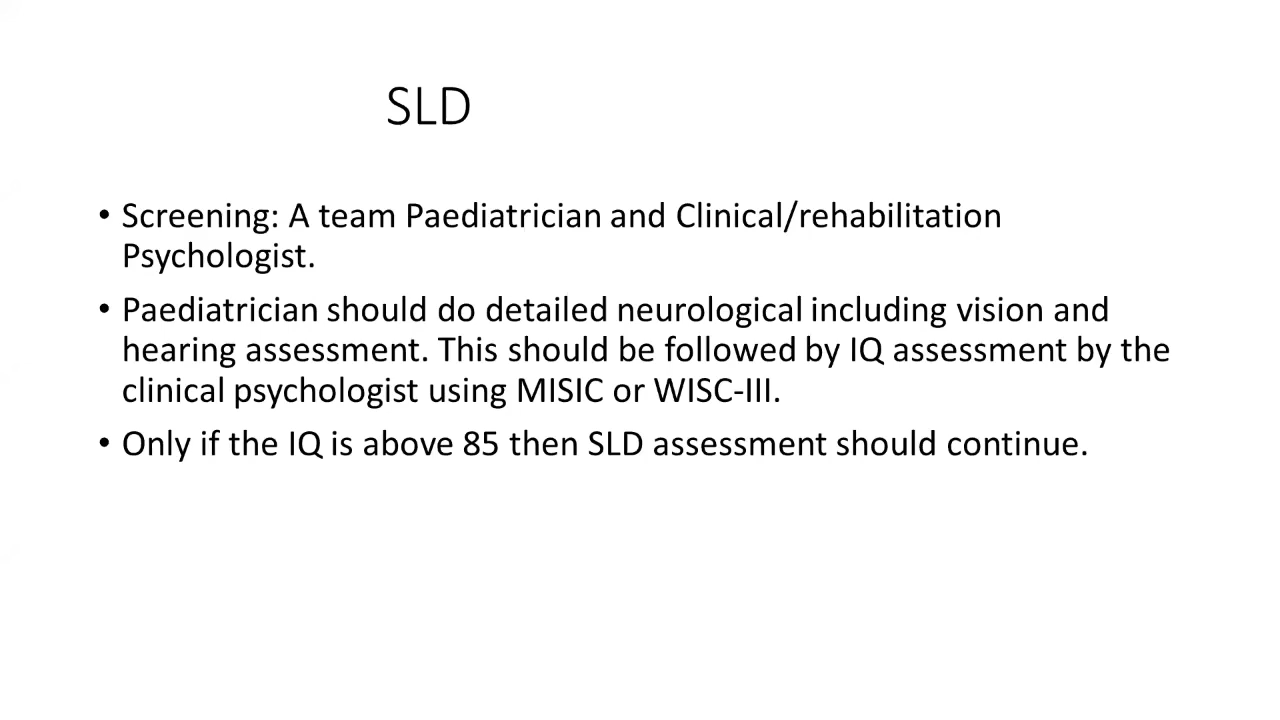 SLD
• Screening: A team Paediatrician and Clinical/rehabilitation
Psychologist.
• Paediatrician should do detailed neurological including vision and
hearing assessment. This should be followed by IQ assessment by the
clinical psychologist using MISIC or WISC-III.
• Only if the IQ is above 85 then SLD assessment should continue.